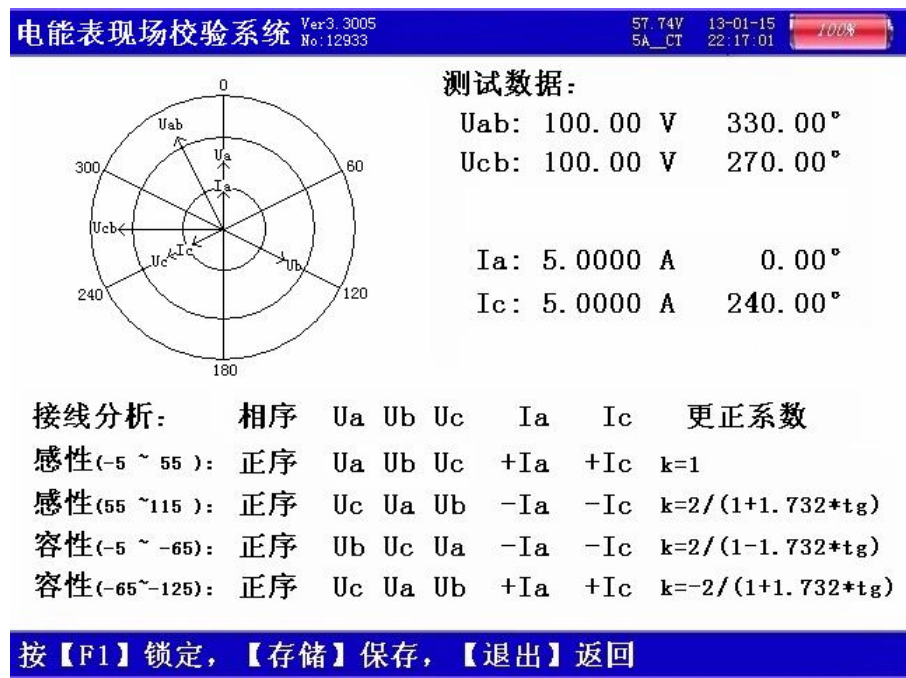 电能表现场校验系统 Ver3.3005 No:12933 57.74V 5A__CT 13-01-15 22:17:01 100%
测试数据:
Uab: 100.00 V 330.00°
Ucb: 100.00 V 270.00°
Ia: 5.0000 A 0.00°
Ic: 5.0000 A 240.00°
0
Uab
Ua
300
60
Ia
Ucb
Ic
Uc
Ub
240
120
180
接线分析: 相序 Ua Ub Uc Ia Ic 更正系数
感性(-5 ~ 55 ): 正序 Ua Ub Uc +Ia +Ic k=1
感性(55 ~115 ): 正序 Uc Ua Ub -Ia -Ic k=2/(1+1.732*tg)
容性(-5 ~ -65): 正序 Ub Uc Ua -Ia -Ic k=2/(1-1.732*tg)
容性(-65~-125): 正序 Uc Ua Ub +Ia +Ic k=-2/(1+1.732*tg)
按【F1】锁定，【存储】保存，【退出】返回